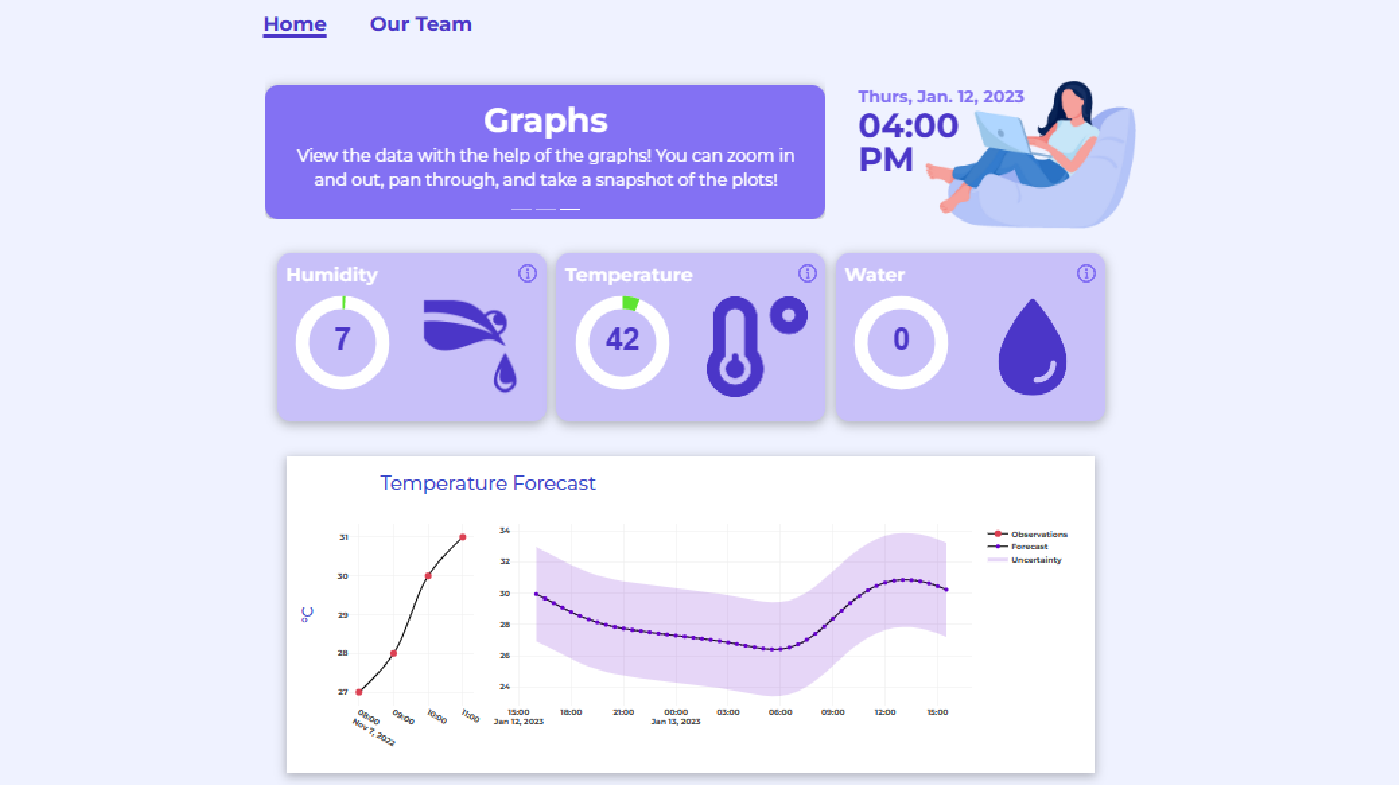 Home Our Team
Graphs
View the data with the help of the graphs! You can zoom in
and out, pan through, and take a snapshot of the plots!
Thurs, Jan. 12, 2023
04:00
PM
Humidity
7
Temperature
42
Water
0
Temperature Forecast
°C
31
30
29
28
27
08:00 09:00 10:00 11:00
Nov 7, 2022
34
32
30
28
26
24
15:00 18:00 21:00 00:00 03:00 06:00 09:00 12:00 15:00
Jan 12, 2023 Jan 13, 2023
Observations
Forecast
Uncertainty